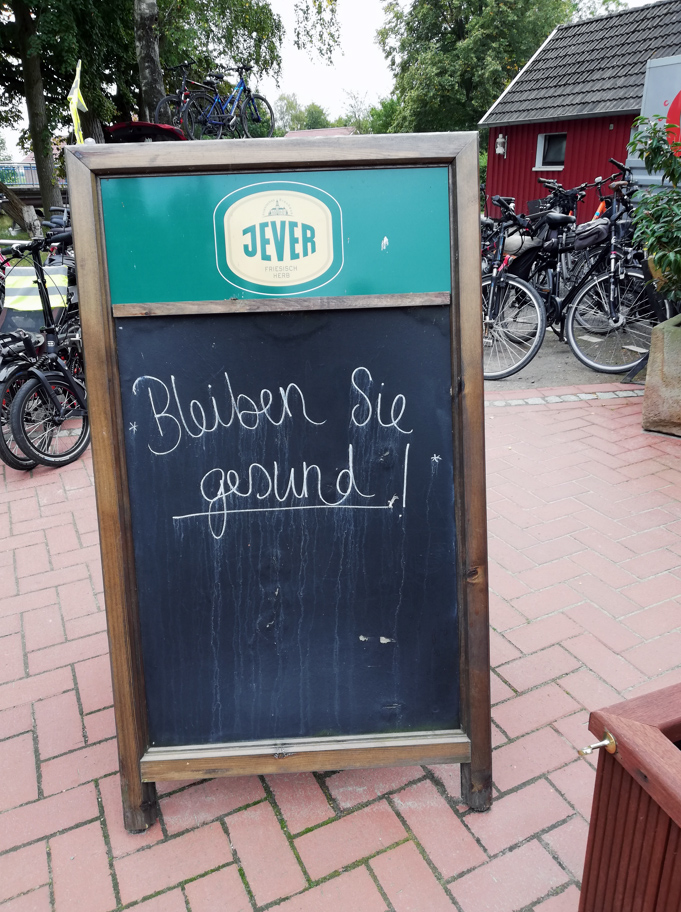 JEVER
FRIESISCH
HERB
*Bleiben Sie
gesund!*